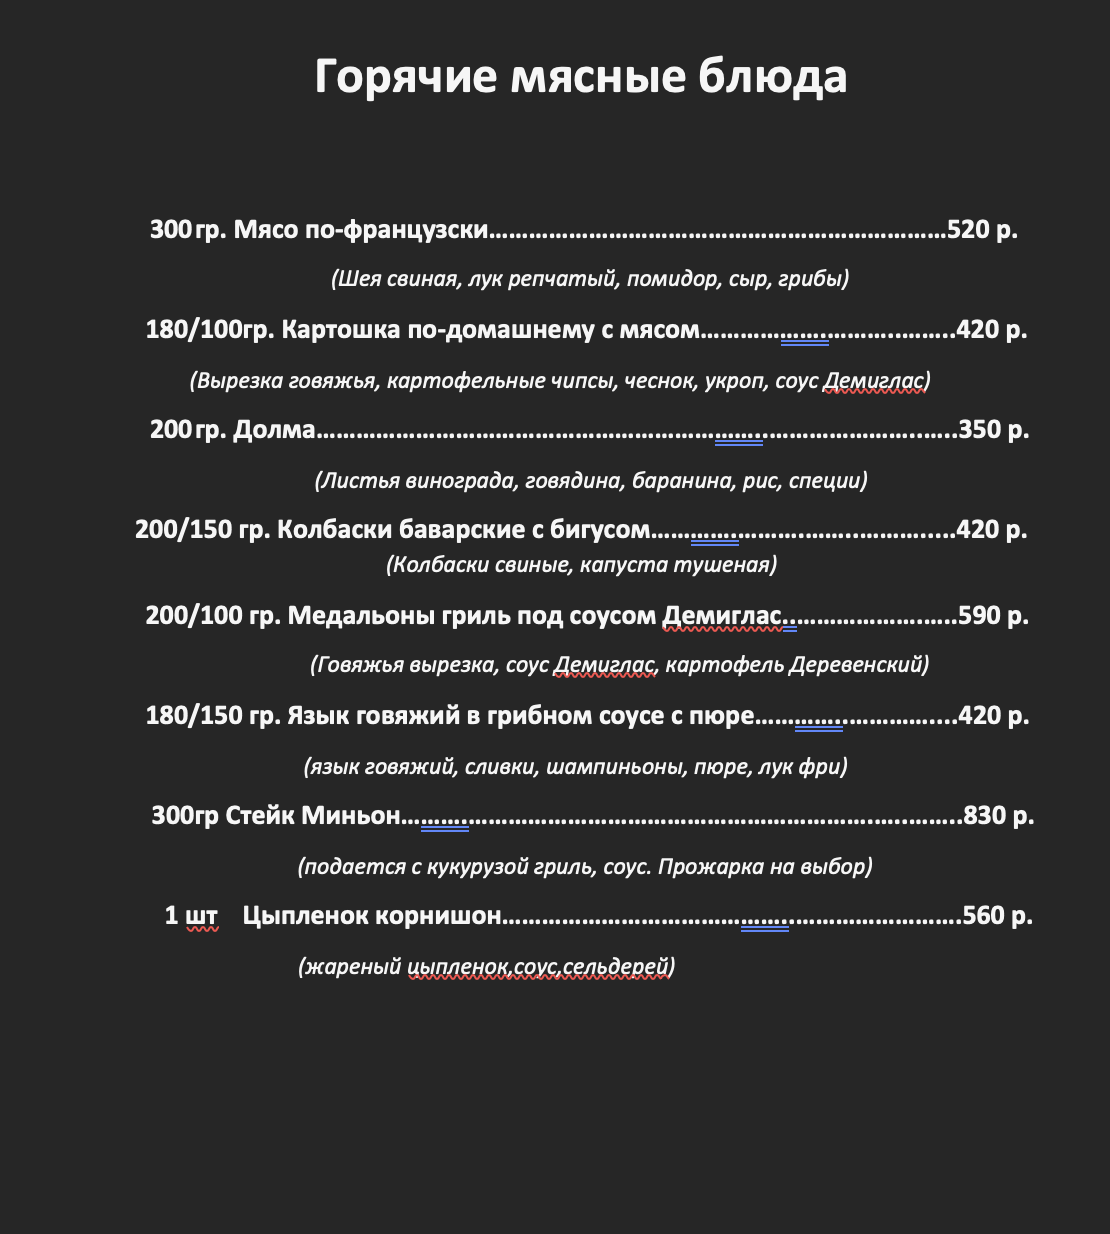 Горячие мясные блюда
300 гр. Мясо по-французски……………………………………………………………520 р.
(Шея свиная, лук репчатый, помидор, сыр, грибы)
180/100гр. Картошка по-домашнему с мясом………………………………..420 р.
(Вырезка говяжья, картофельные чипсы, чеснок, укроп, соус Демиглас)
200 гр. Долма……………………………………………………………………………………350 р.
(Листья винограда, говядина, баранина, рис, специи)
200/150 гр. Колбаски баварские с бигусом……………………………………....420 р.
(Колбаски свиные, капуста тушеная)
200/100 гр. Медальоны гриль под соусом Демиглас..………………….…..590 р.
(Говяжья вырезка, соус Демиглас, картофель Деревенский)
180/150 гр. Язык говяжий в грибном соусе с пюре………………………....420 р.
(язык говяжий, сливки, шампиньоны, пюре, лук фри)
300гр Стейк Миньон…………………………………………………………………………..830 р.
(подается с кукурузой гриль, соус. Прожарка на выбор)
1 шт Цыпленок корнишон……………………………………………………………560 р.
(жареный цыпленок,соус,сельдерей)